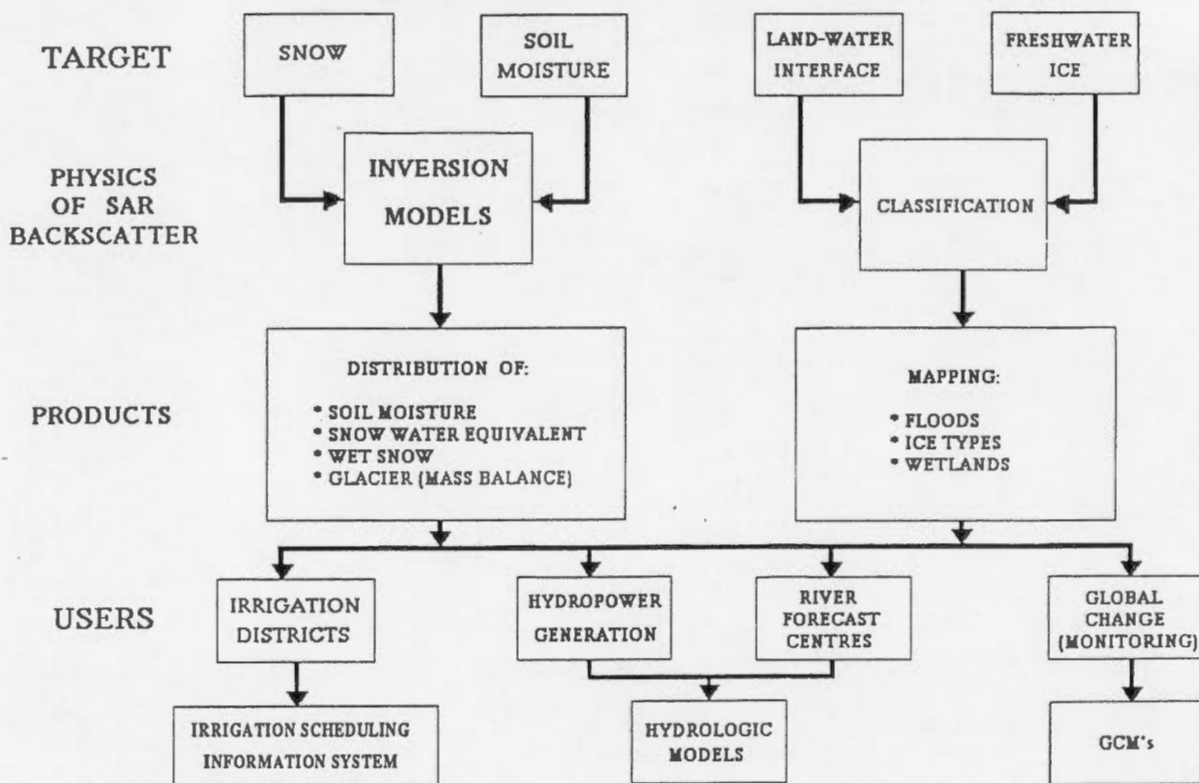 TARGET
SNOW
SOIL
MOISTURE
LAND-WATER
INTERFACE
FRESHWATER
ICE
PHYSICS
OF SAR
BACKSCATTER
INVERSION
MODELS
CLASSIFICATION
PRODUCTS
DISTRIBUTION OF:
* SOIL MOISTURE
* SNOW WATER EQUIVALENT
* WET SNOW
* GLACIER (MASS BALANCE)
MAPPING:
* FLOODS
* ICE TYPES
* WETLANDS
USERS
IRRIGATION
DISTRICTS
HYDROPOWER
GENERATION
RIVER
FORECAST
CENTRES
GLOBAL
CHANGE
(MONITORING)
IRRIGATION SCHEDULING
INFORMATION SYSTEM
HYDROLOGIC
MODELS
GCM's